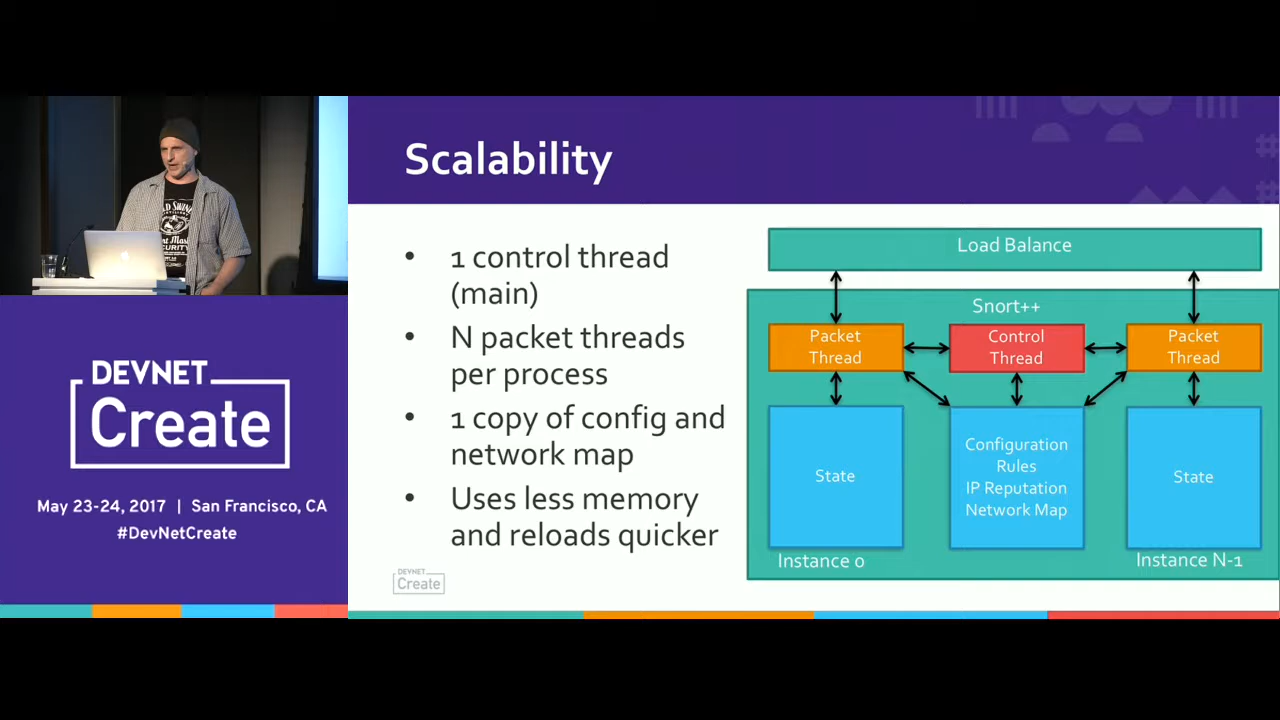 Scalability
• 1 control thread
(main)
• N packet threads
per process
• 1 copy of config and
network map
• Uses less memory
and reloads quicker
Load Balance
Snort++
Packet
Thread
Control
Thread
Packet
Thread
State
Configuration
Rules
IP Reputation
Network Map
State
Instance 0
Instance N-1
DEVNET
Create
DEVNET
Create
May 23-24, 2017 | San Francisco, CA
#DevNetCreate